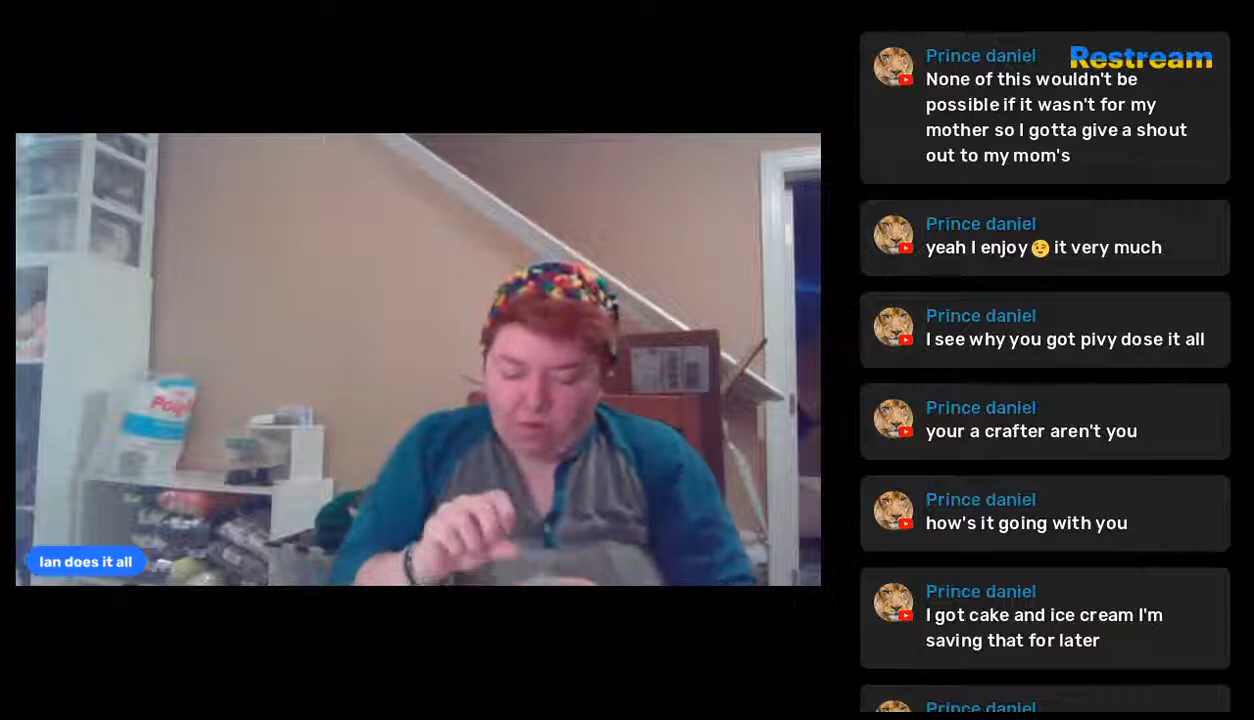 Prince daniel
Restream
None of this wouldn't be
possible if it wasn't for my
mother so I gotta give a shout
out to my mom's
Prince daniel
yeah I enjoy 😉 it very much
Prince daniel
I see why you got pivy dose it all
Prince daniel
your a crafter aren't you
Prince daniel
how's it going with you
Prince daniel
I got cake and ice cream I'm
saving that for later
Prince daniel
Ian does it all